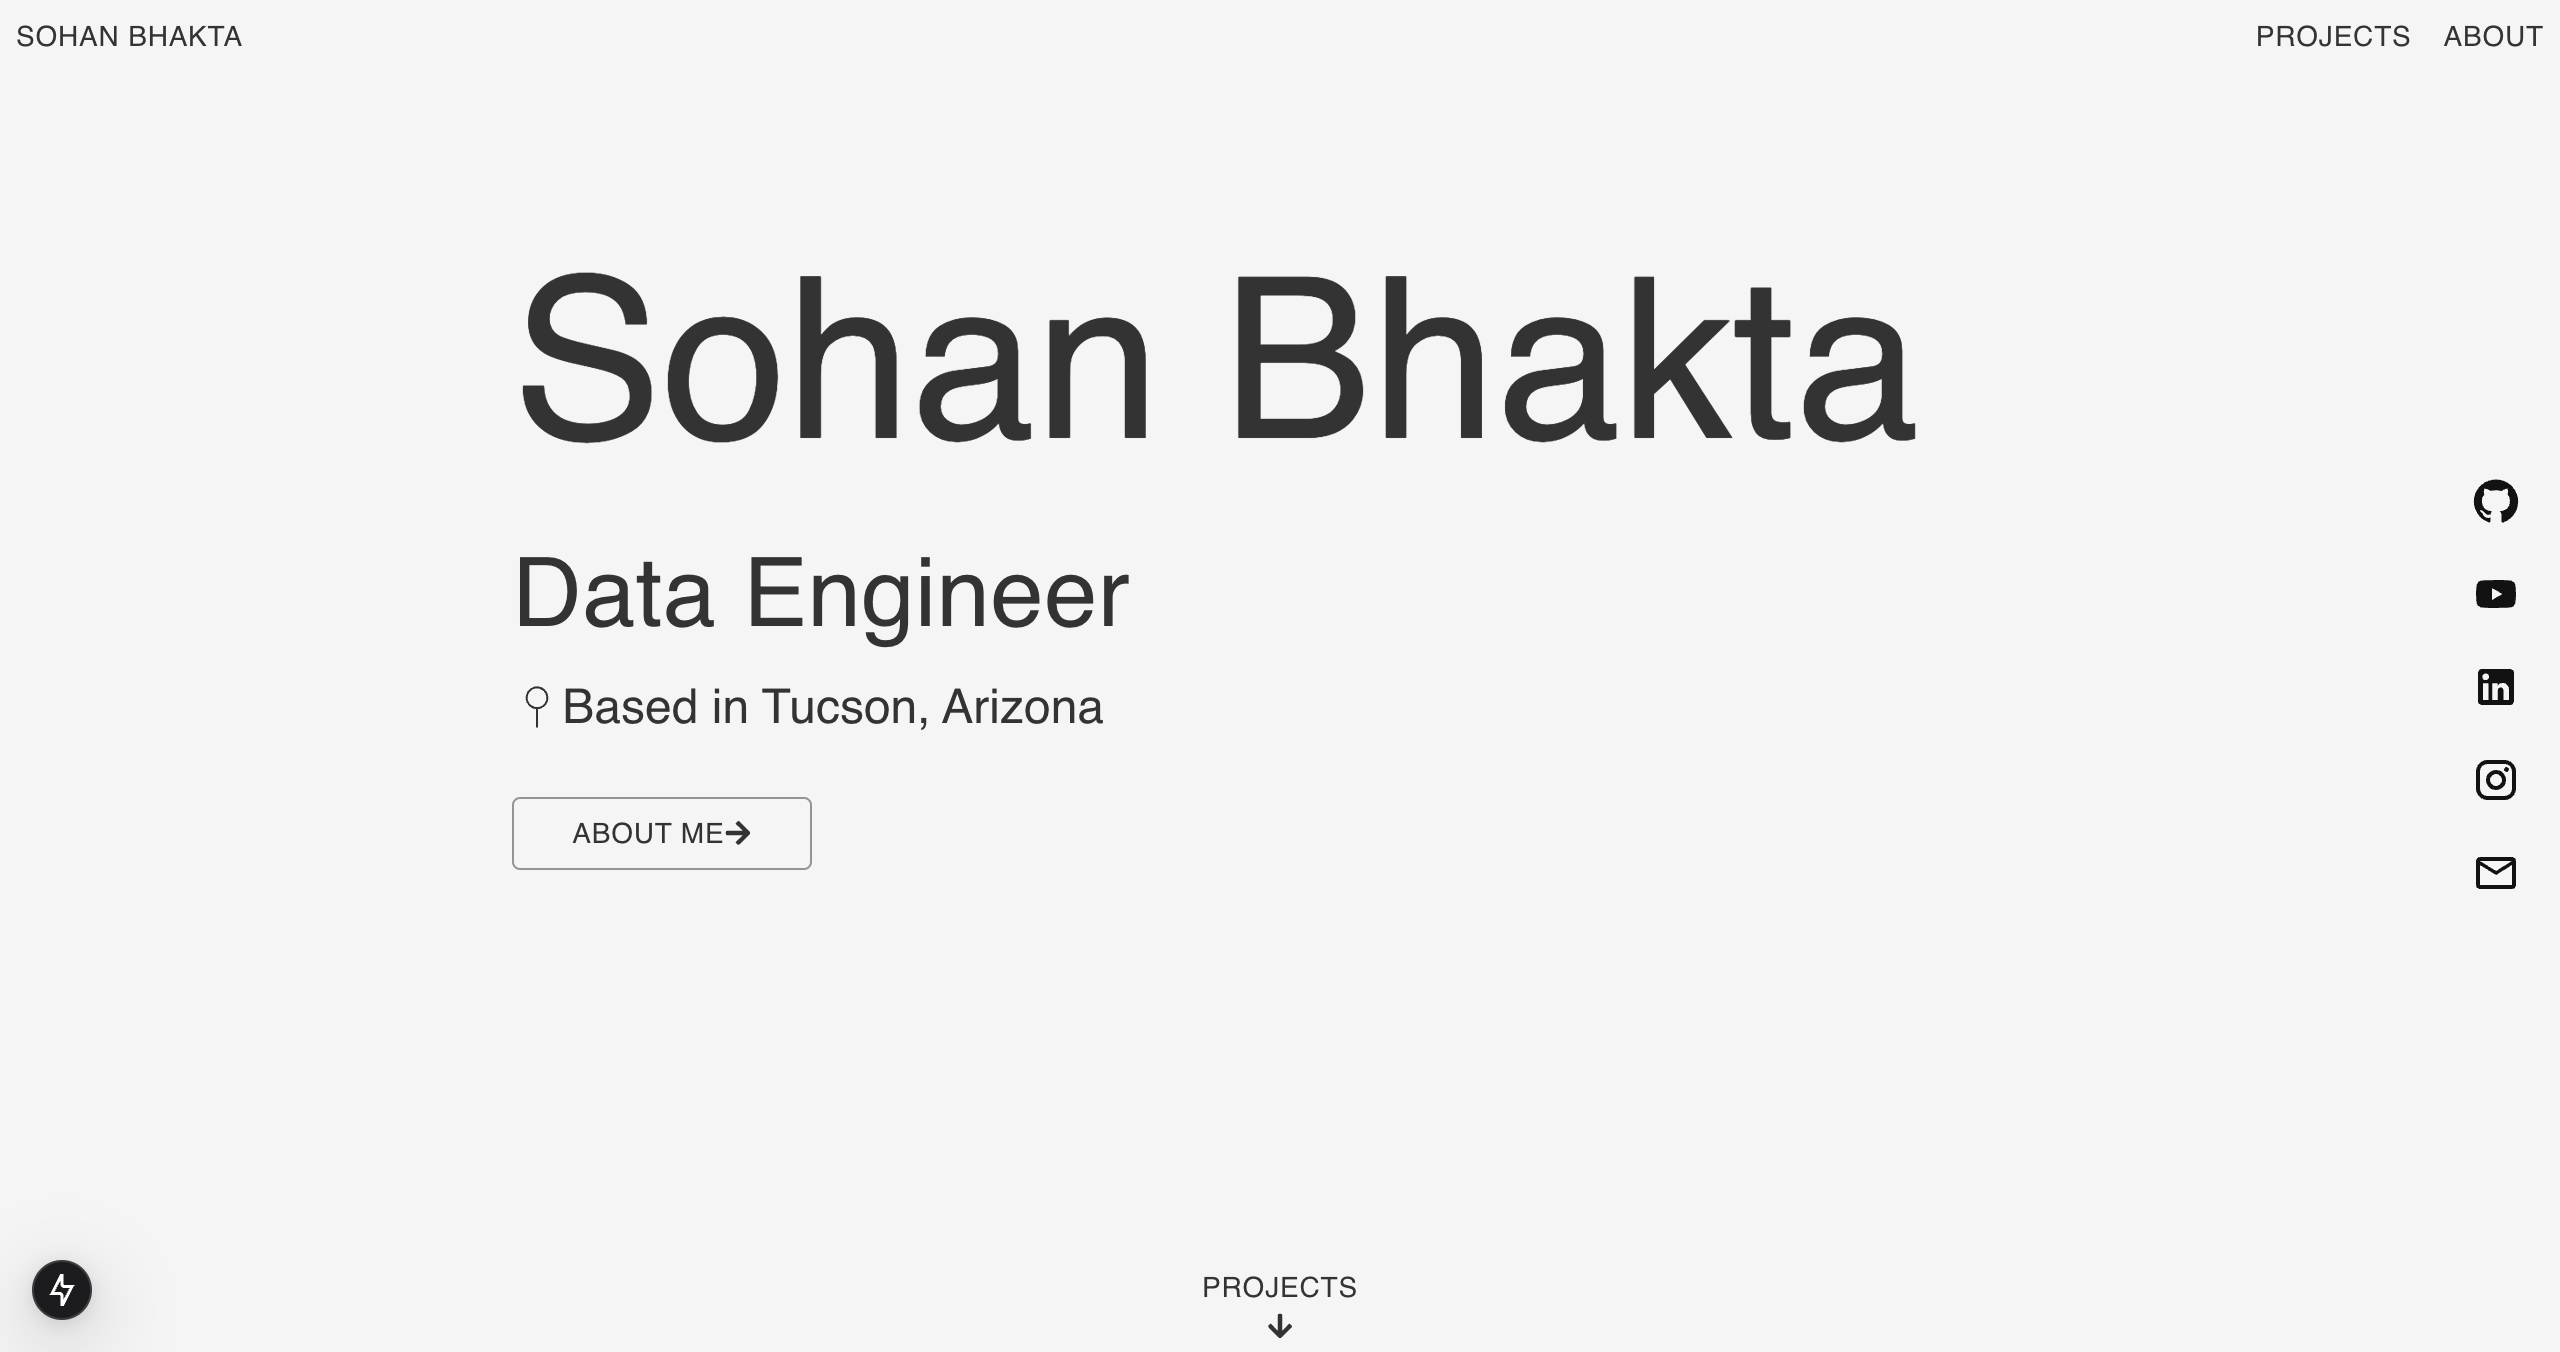 SOHAN BHAKTA
PROJECTS ABOUT
Sohan Bhakta
Data Engineer
Based in Tucson, Arizona
ABOUT ME
PROJECTS